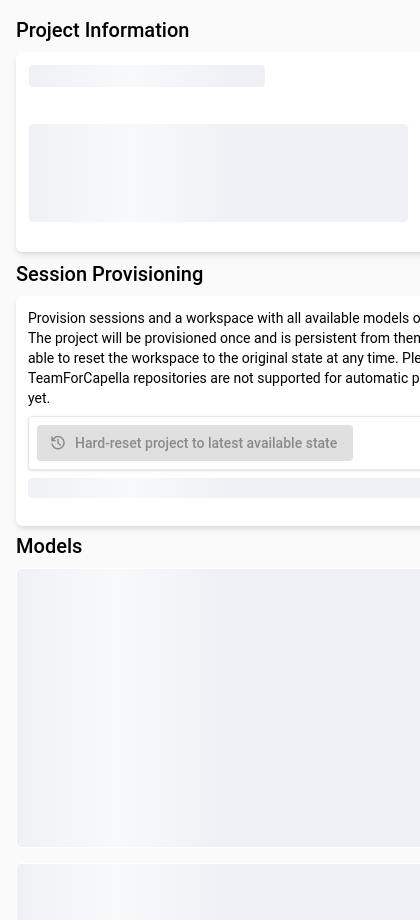 Project Information
Session Provisioning
Provision sessions and a workspace with all available models
The project will be provisioned once and is persistent from
able to reset the workspace to the original state at any time.
TeamForCapella repositories are not supported for automatic
yet.
Hard-reset project to latest available state
Models